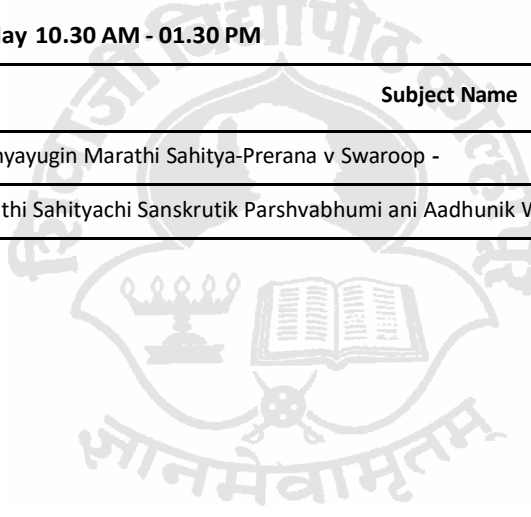 ay 10.30 AM - 01.30 PM
Subject Name
nyayugin Marathi Sahitya-Prerana v Swaroop -
thi Sahityachi Sanskrutik Parshvabhumi ani Aadhunik
शिवाजी विद्यापीठ कोल्हापूर
ज्ञानमेवामृतम्